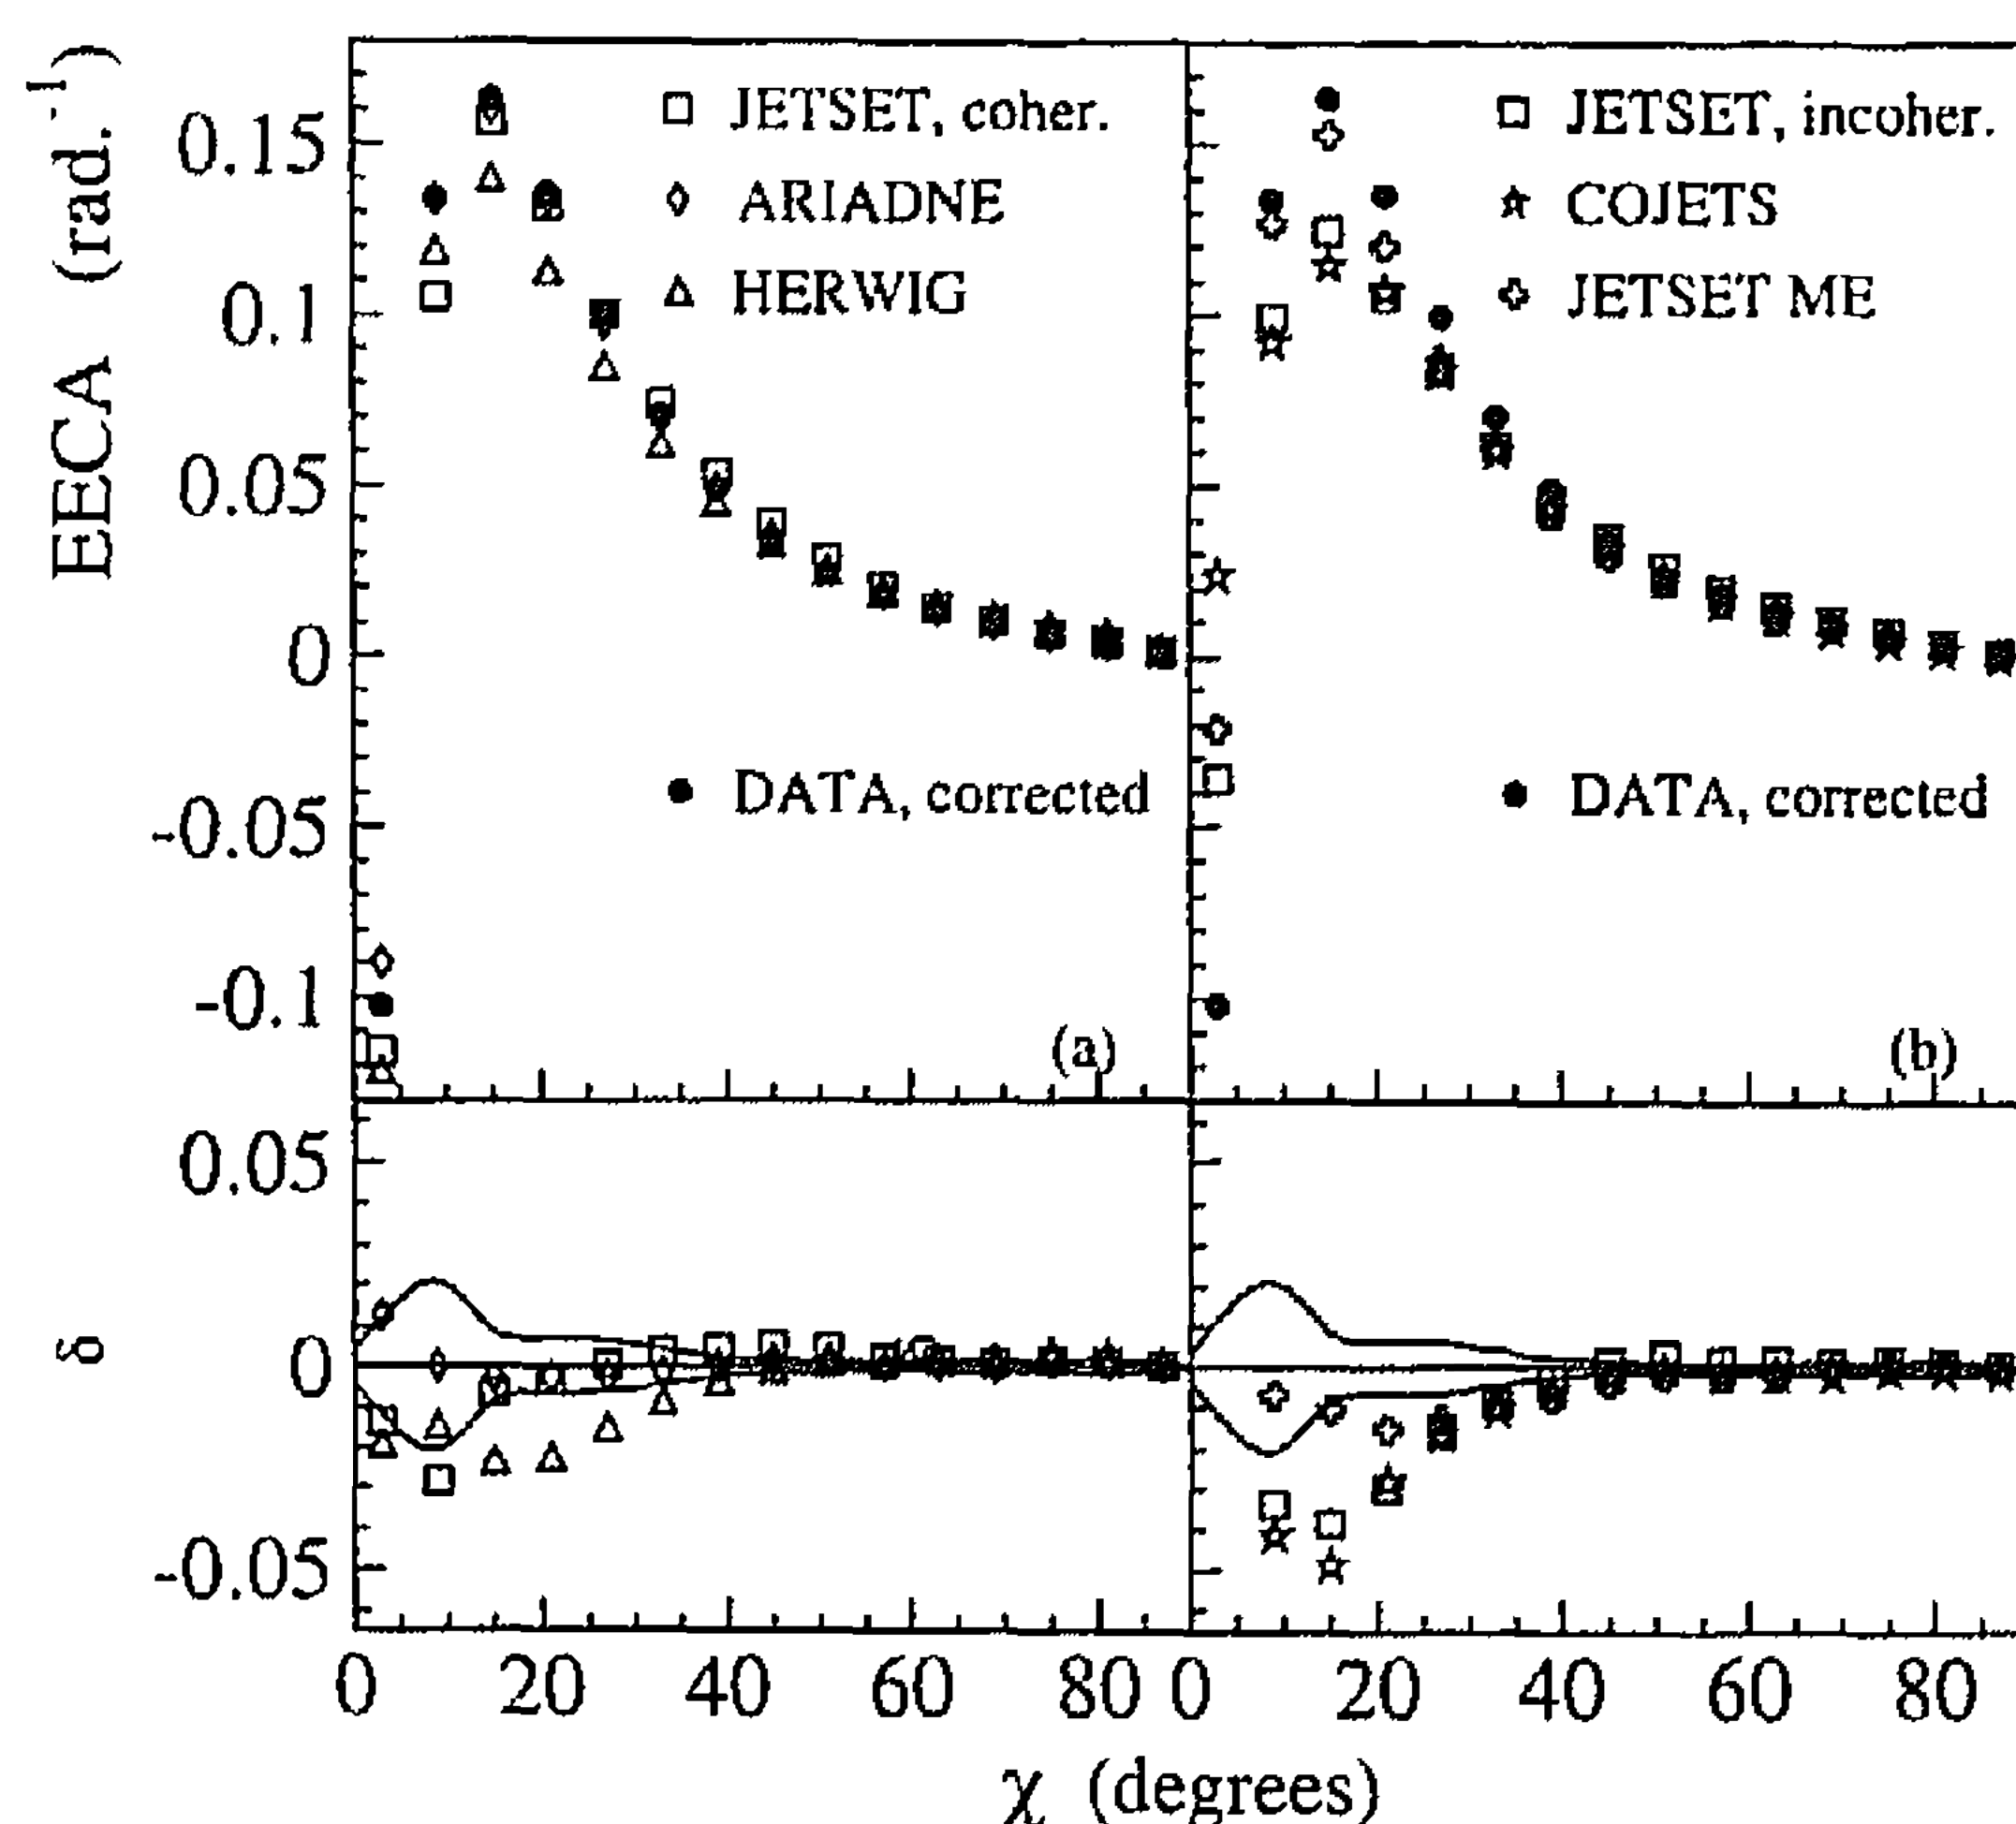 EECA (rad.⁻¹)
0.15
0.1
0.05
0
-0.05
-0.1
JETSET, coher.
ARIADNE
HERWIG
DATA, corrected
(a)
JETSET, incoher.
COJETS
JETSET ME
DATA, corrected
(b)
δ
0.05
0
-0.05
0 20 40 60 80 0 20 40 60 80
χ (degrees)